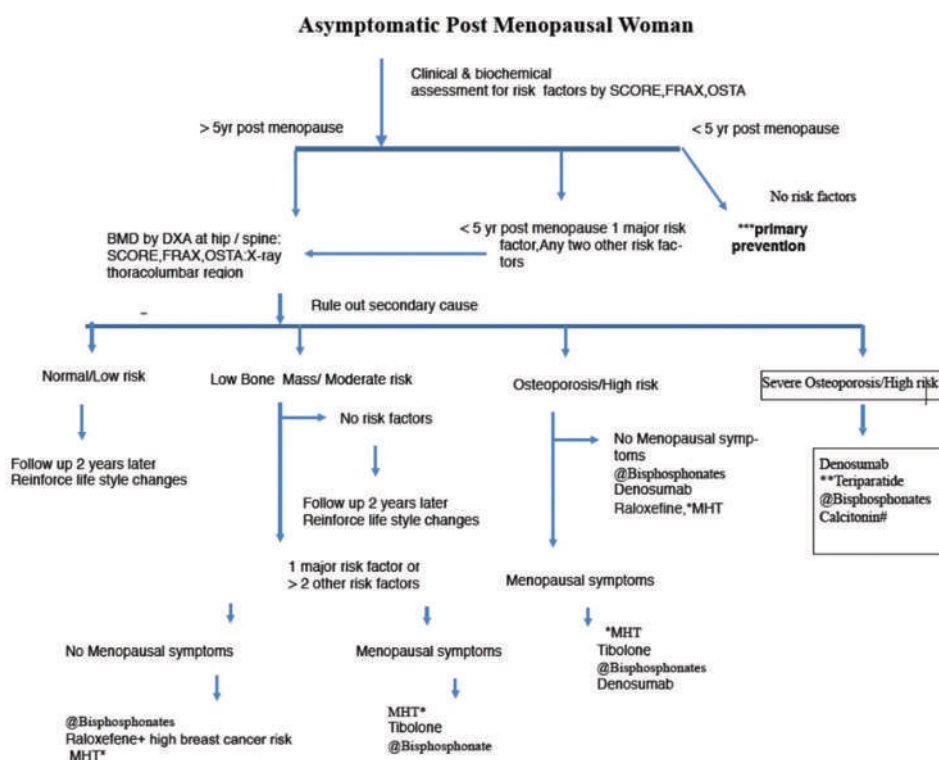 Asymptomatic Post Menopausal Woman
Clinical & biochemical
assessment for risk factors by SCORE,FRAX,OSTA
> 5yr post menopause
< 5 yr post menopause
No risk factors
***primary
prevention
< 5 yr post menopause 1 major risk
factor,Any two other risk fac-
tors
BMD by DXA at hip / spine:
SCORE,FRAX,OSTA:X-ray
thoracolumbar region
Rule out secondary cause
Normal/Low risk
Follow up 2 years later
Reinforce life style changes
Low Bone Mass/ Moderate risk
No risk factors
Follow up 2 years later
Reinforce life style changes
1 major risk factor or
> 2 other risk factors
No Menopausal symptoms
@Bisphosphonates
Raloxefene+ high breast cancer risk
MHT*
Menopausal symptoms
MHT*
Tibolone
@Bisphosphonate
Osteoporosis/High risk
No Menopausal symp-
toms
@Bisphosphonates
Denosumab
Raloxefine,*MHT
Menopausal symptoms
*MHT
Tibolone
@Bisphosphonates
Denosumab
Severe Osteoporosis/High risk
Denosumab
**Teriparatide
@Bisphosphonates
Calcitonin#